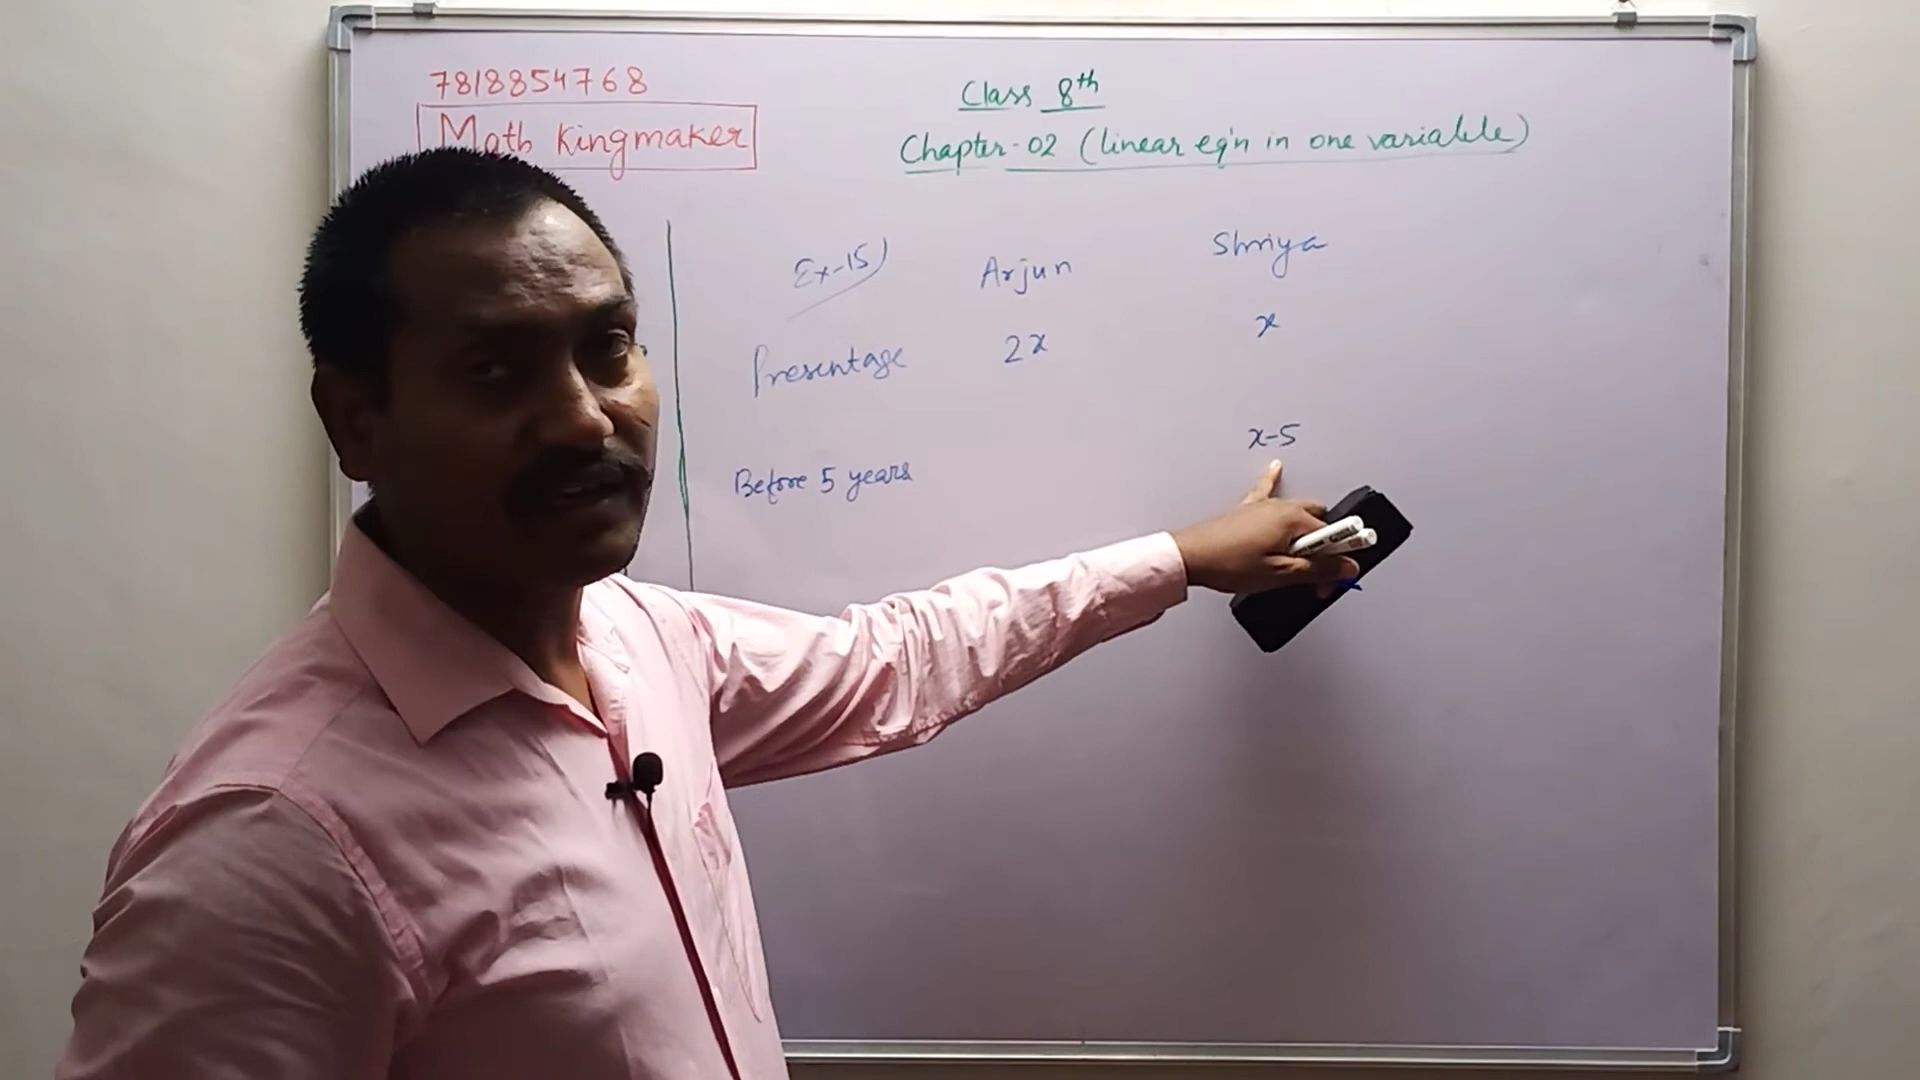 7818854768
Math Kingmaker
Class 8th
Chapter-02 (linear eq'n in one variable)
Ex-15)
Arjun
Shriya
Presentage
2x
x
Before 5 years
x-5